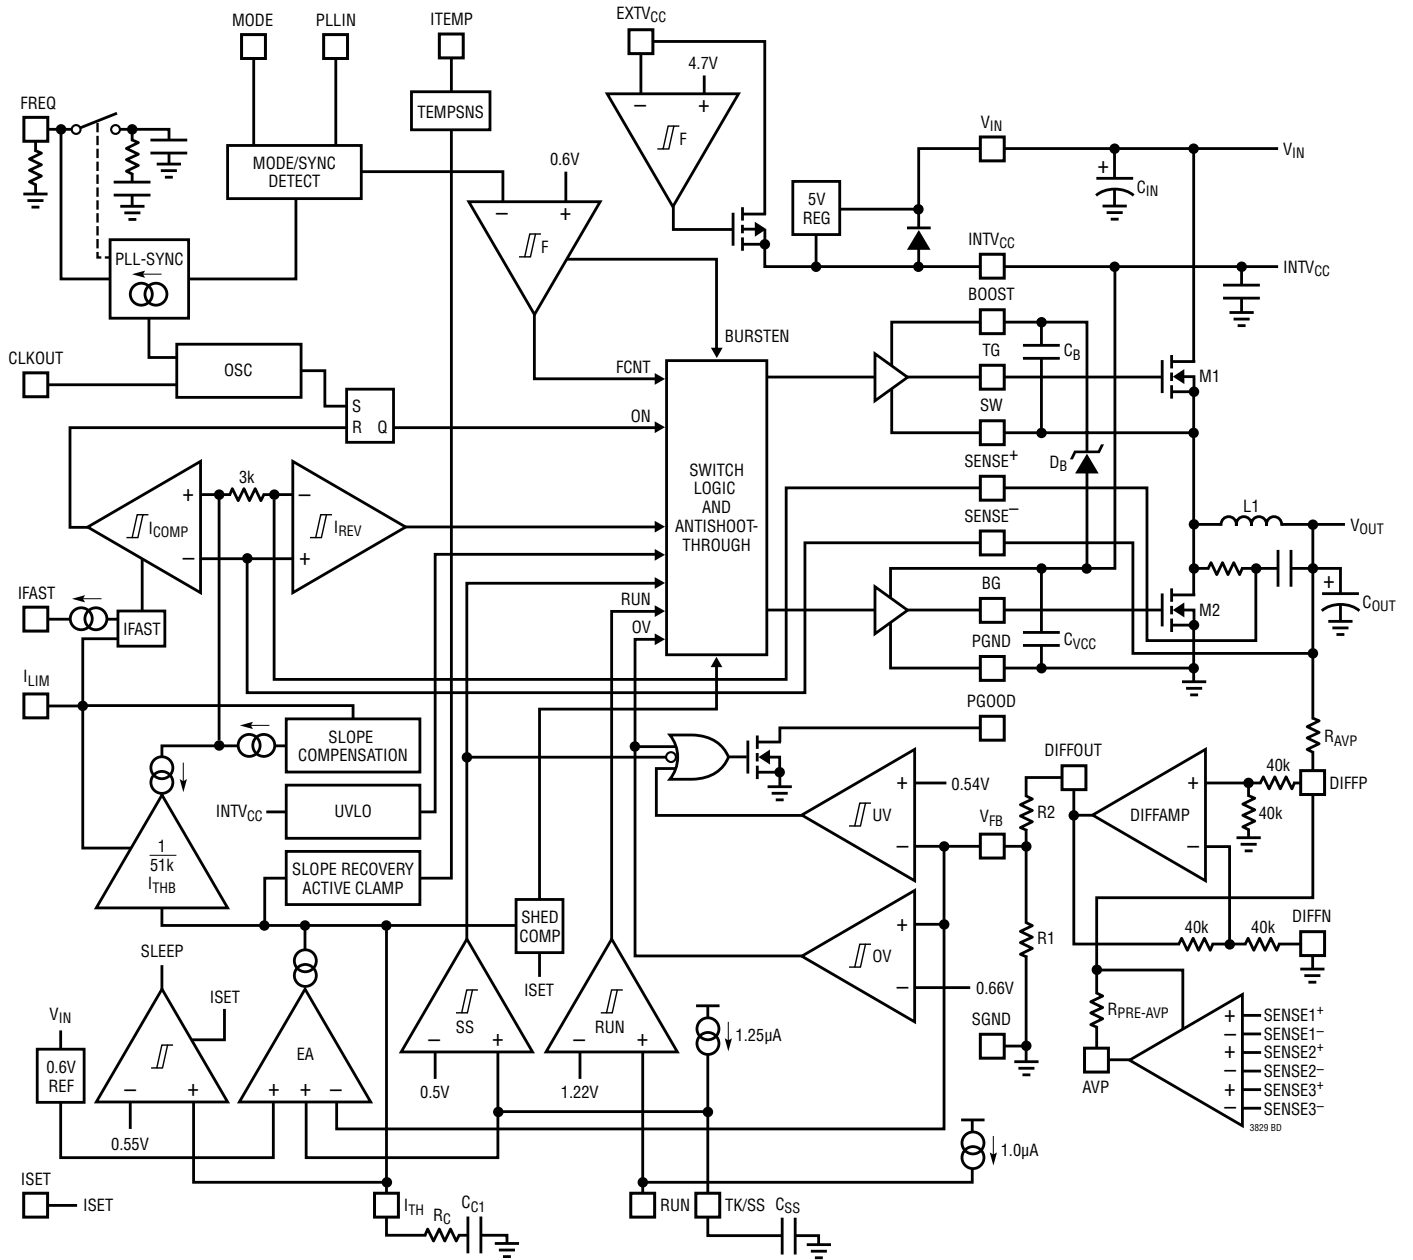 MODE
PLLIN
ITEMP
EXTVCC
4.7V
FREQ
TEMPSNS
− +
F
VIN
VIN
MODE/SYNC
DETECT
0.6V
+
CIN
5V
REG
− +
F
PLL-SYNC
INTVCC
INTVCC
BOOST
BURSTEN
TG
CB
CLKOUT
OSC
FCNT
M1
S
R Q
ON
SW
SENSE+
DB
3k
SWITCH
LOGIC
AND
ANTISHOOT-
THROUGH
+
−
ICOMP
−
+
IREV
SENSE−
L1
VOUT
IFAST
IFAST
RUN
OV
BG
M2
+
COUT
PGND
CVCC
ILIM
PGOOD
SLOPE
COMPENSATION
RAVP
DIFFOUT
40k
DIFFP
+
−
DIFFAMP
40k
INTVCC
UVLO
+
−
UV
0.54V
VFB
R2
1
51k
ITHB
SLOPE RECOVERY
ACTIVE CLAMP
SHED
COMP
+
−
OV
0.66V
R1
40k
40k
DIFFN
SLEEP
ISET
ISET
VIN
0.6V
REF
− +
0.55V
EA
+ + −
SS
− +
0.5V
RUN
− +
1.22V
1.25µA
SGND
RPRE-AVP
AVP
+
−
+
−
+
−
SENSE1+
SENSE1−
SENSE2+
SENSE2−
SENSE3+
SENSE3−
3829 BD
1.0µA
ISET
ISET
ITH
RC
CC1
RUN
TK/SS
CSS